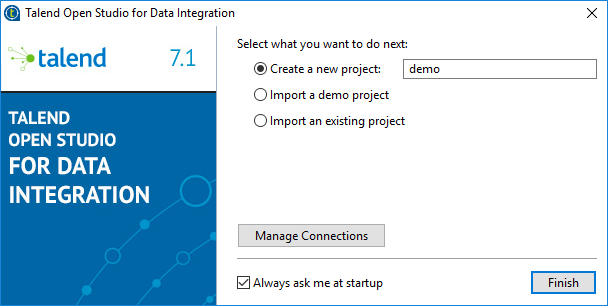 Talend Open Studio for Data Integration
talend 7.1
TALEND
OPEN STUDIO
FOR DATA
INTEGRATION
Select what you want to do next:
Create a new project: demo
Import a demo project
Import an existing project
Manage Connections
Always ask me at startup
Finish